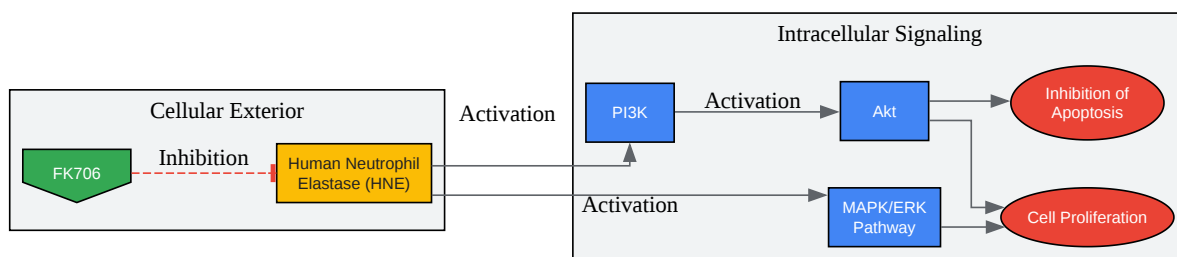 Intracellular Signaling
Cellular Exterior
Activation
PI3K
Activation
Akt
Inhibition of
Apoptosis
FK706
Inhibition
Human Neutrophil
Elastase (HNE)
Activation
MAPK/ERK
Pathway
Cell Proliferation